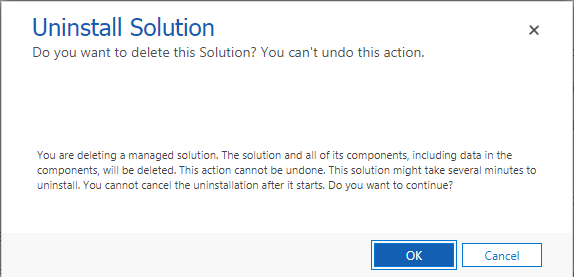 Uninstall Solution
Do you want to delete this Solution? You can't undo this action.
You are deleting a managed solution. The solution and all of its components, including data in the
components, will be deleted. This action cannot be undone. This solution might take several minutes to
uninstall. You cannot cancel the uninstallation after it starts. Do you want to continue?
OK
Cancel